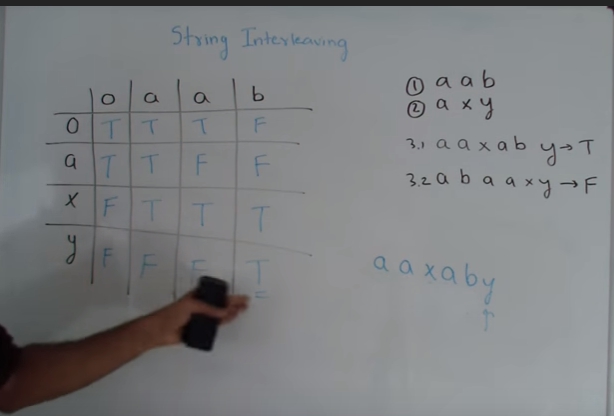 String Interleaving
0 a a b
0 T T T F
a T T F F
x F T T T
y F F F T
① a a b
② a x y
3.1 a a x a b y → T
3.2 a b a a x y → F
a a x a b y